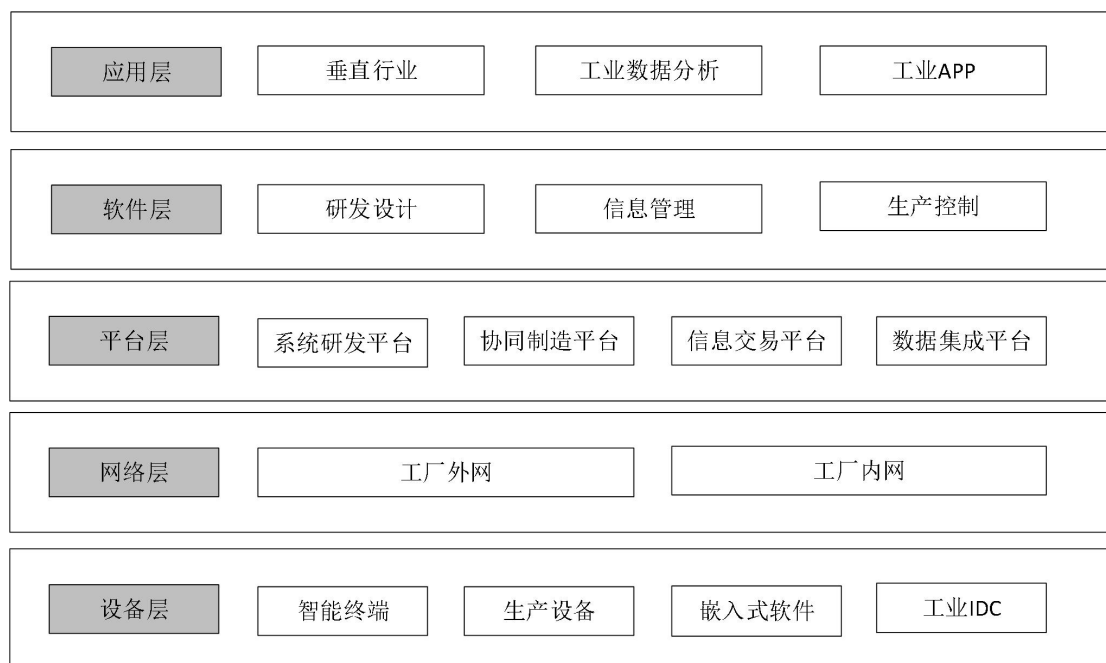 应用层
垂直行业
工业数据分析
工业APP
软件层
研发设计
信息管理
生产控制
平台层
系统研发平台
协同制造平台
信息交易平台
数据集成平台
网络层
工厂外网
工厂内网
设备层
智能终端
生产设备
嵌入式软件
工业IDC